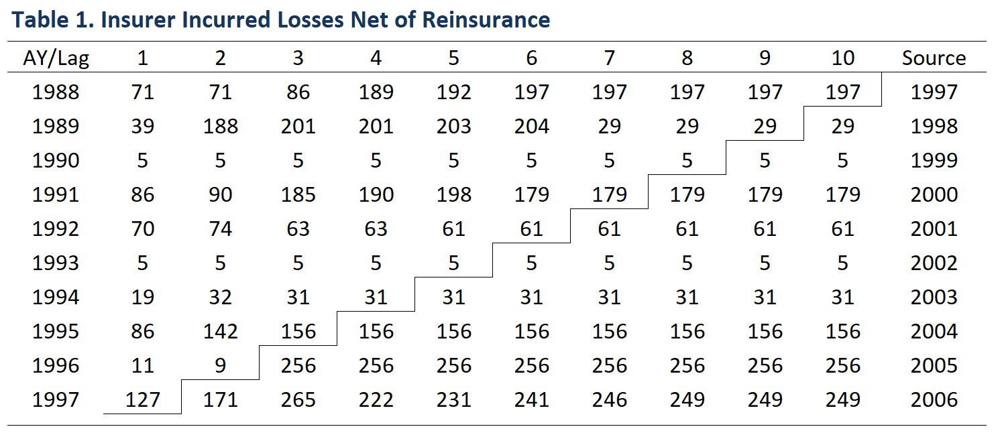 Table 1. Insurer Incurred Losses Net of Reinsurance
AY/Lag 1 2 3 4 5 6 7 8 9 10 Source
1988 71 71 86 189 192 197 197 197 197 197 1997
1989 39 188 201 201 203 204 29 29 29 29 1998
1990 5 5 5 5 5 5 5 5 5 5 1999
1991 86 90 185 190 198 179 179 179 179 179 2000
1992 70 74 63 63 61 61 61 61 61 61 2001
1993 5 5 5 5 5 5 5 5 5 5 2002
1994 19 32 31 31 31 31 31 31 31 31 2003
1995 86 142 156 156 156 156 156 156 156 156 2004
1996 11 9 256 256 256 256 256 256 256 256 2005
1997 127 171 265 222 231 241 246 249 249 249 2006